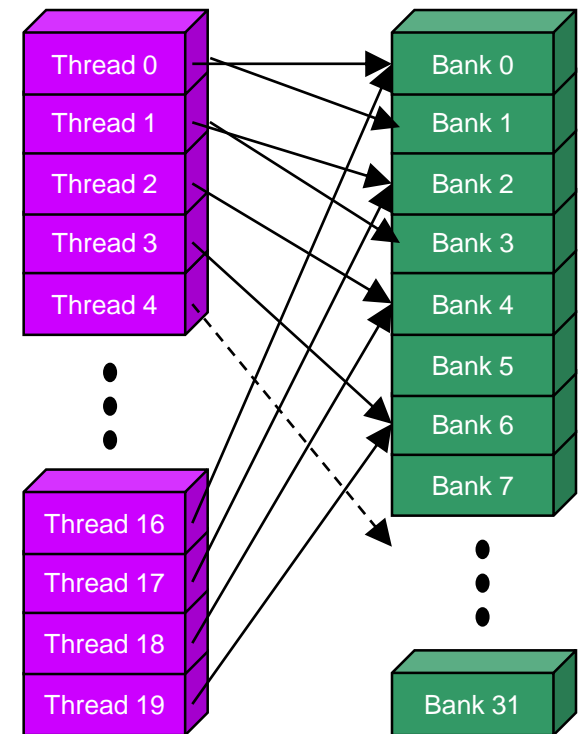 Thread 0
Thread 1
Thread 2
Thread 3
Thread 4
Thread 16
Thread 17
Thread 18
Thread 19
Bank 0
Bank 1
Bank 2
Bank 3
Bank 4
Bank 5
Bank 6
Bank 7
Bank 31